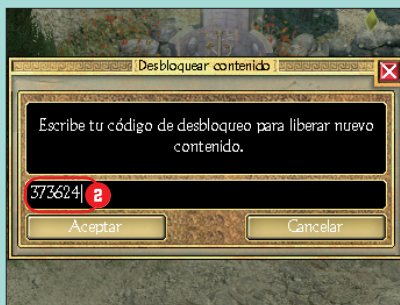 Desbloquear contenido
Escribe tu código de desbloqueo para liberar nuevo
contenido.
373624
2
Aceptar
Cancelar